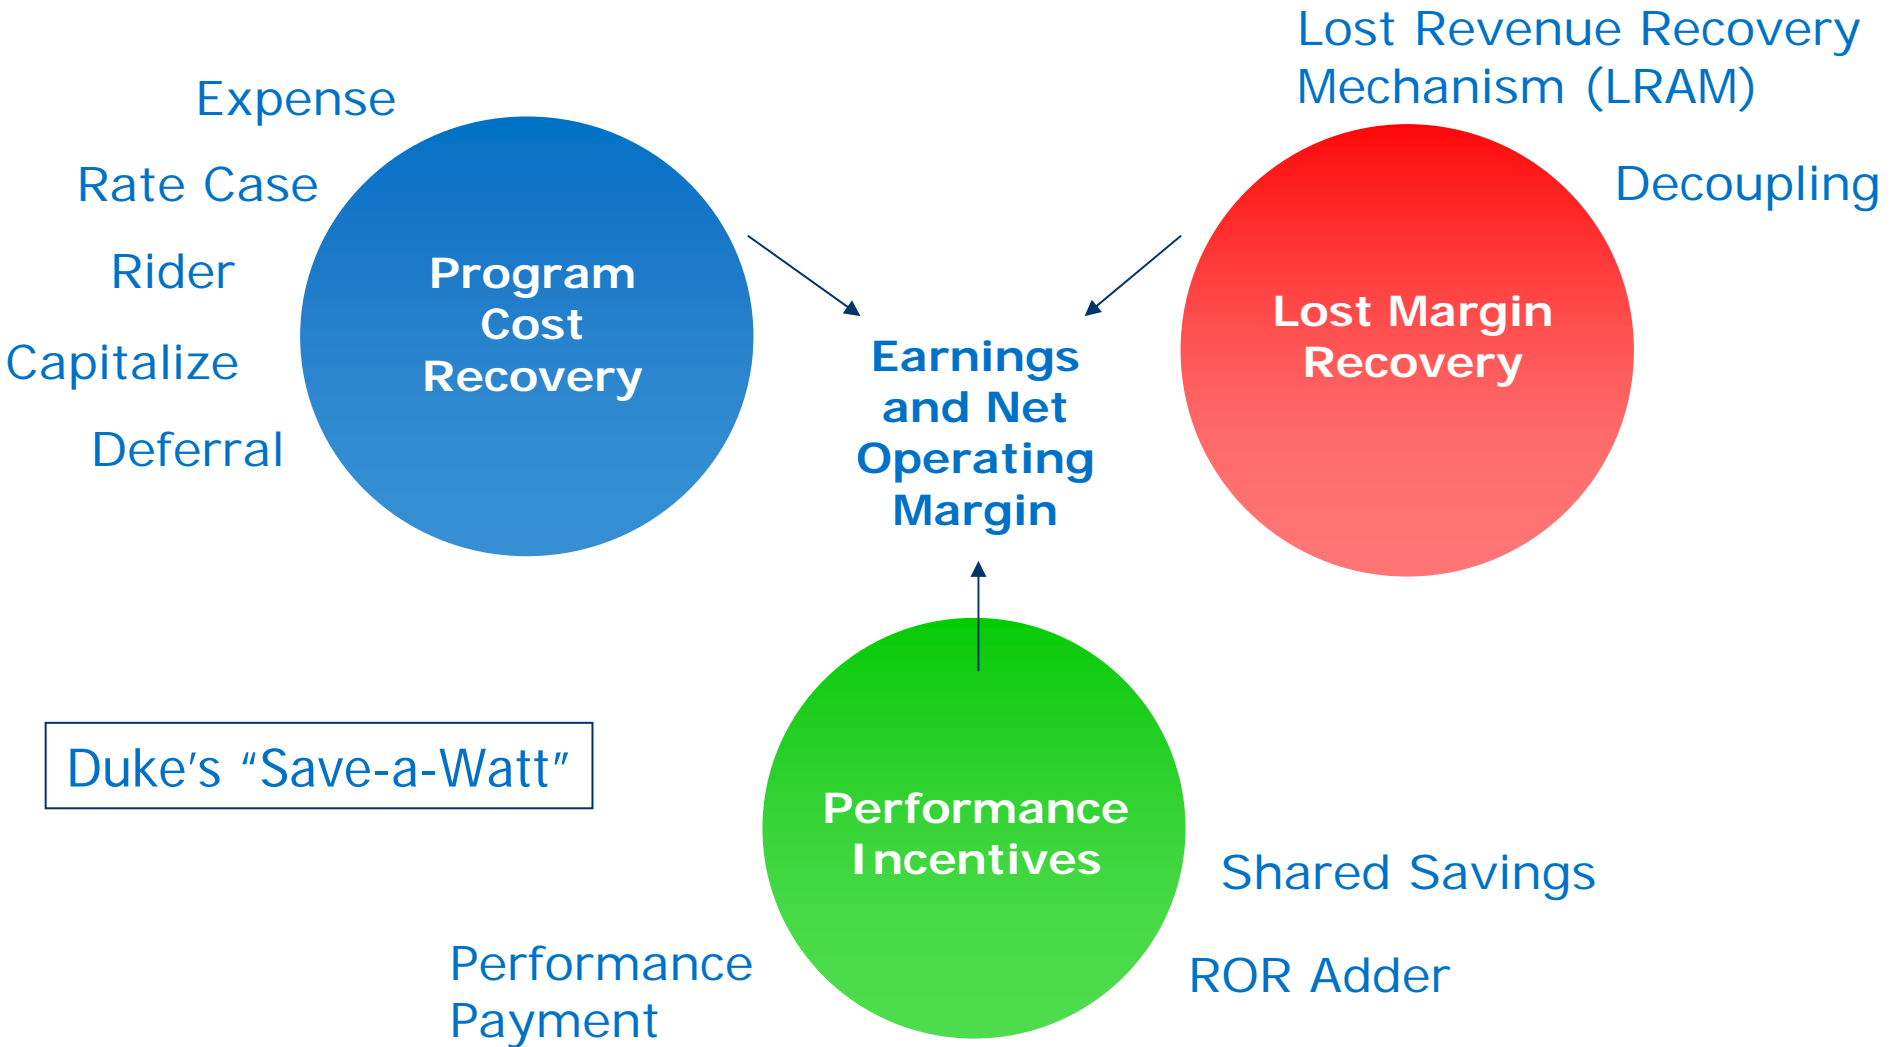 Expense
Rate Case
Rider
Capitalize
Deferral
Program
Cost
Recovery
Lost Revenue Recovery
Mechanism (LRAM)
Decoupling
Lost Margin
Recovery
Earnings
and Net
Operating
Margin
Duke's “Save-a-Watt”
Performance
Incentives
Shared Savings
ROR Adder
Performance
Payment